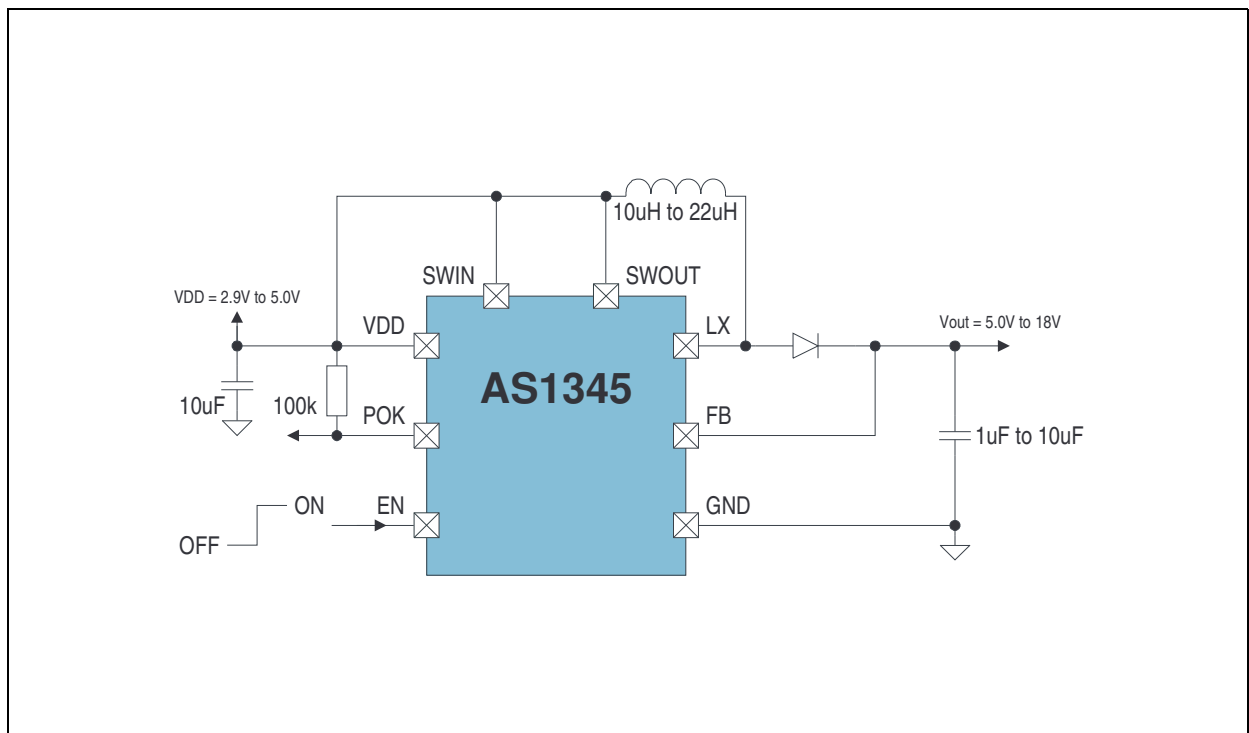 10uH to 22uH
SWIN
SWOUT
VDD = 2.9V to 5.0V
VDD
LX
Vout = 5.0V to 18V
AS1345
10uF
100k
POK
FB
1uF to 10uF
ON
EN
GND
OFF